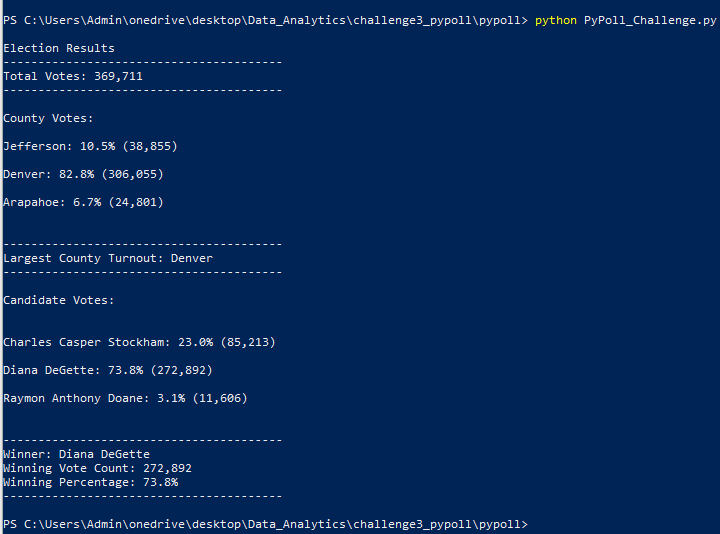 PS C:\Users\Admin\onedrive\desktop\Data_Analytics\challenge3_pypoll\pypoll> python PyPoll_Challenge.py
Election Results
----------------------------------------
Total Votes: 369,711
----------------------------------------
County Votes:
Jefferson: 10.5% (38,855)
Denver: 82.8% (306,055)
Arapahoe: 6.7% (24,801)
----------------------------------------
Largest County Turnout: Denver
----------------------------------------
Candidate Votes:
Charles Casper Stockham: 23.0% (85,213)
Diana DeGette: 73.8% (272,892)
Raymon Anthony Doane: 3.1% (11,606)
----------------------------------------
Winner: Diana DeGette
Winning Vote Count: 272,892
Winning Percentage: 73.8%
----------------------------------------
PS C:\Users\Admin\onedrive\desktop\Data_Analytics\challenge3_pypoll\pypoll>